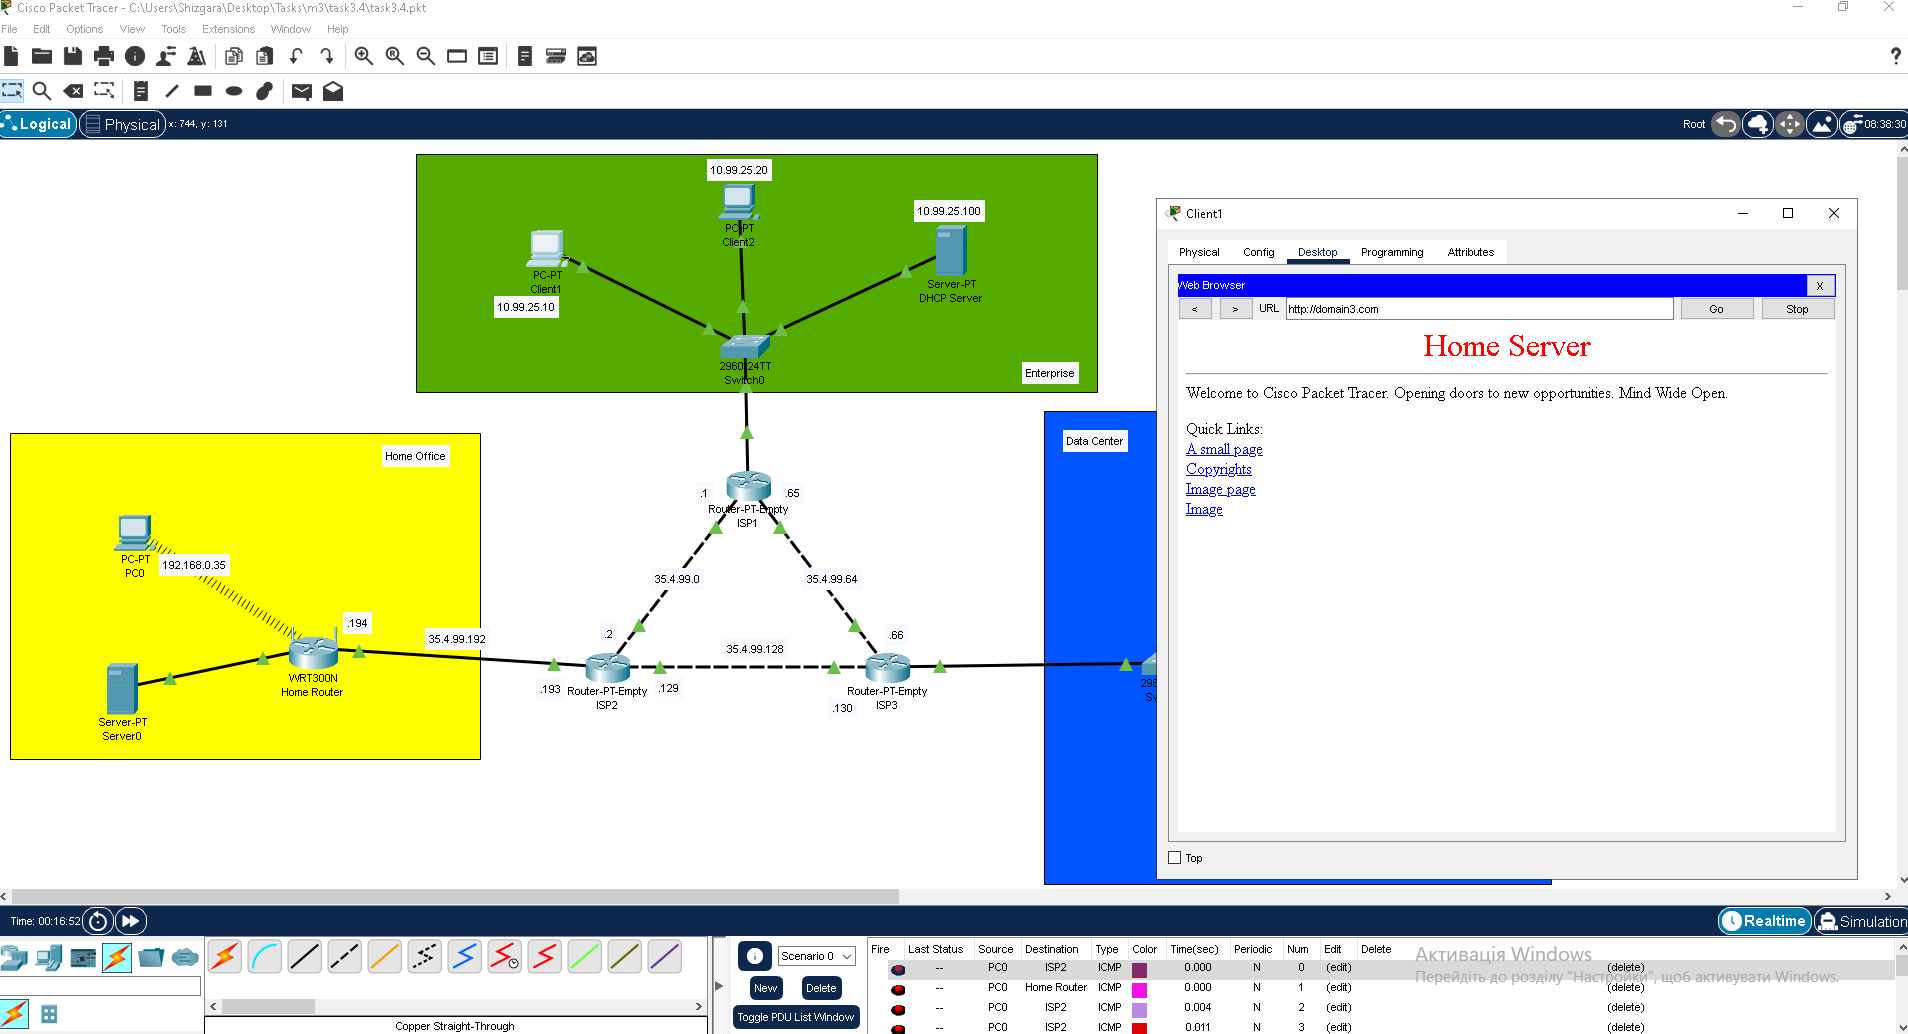 Cisco Packet Tracer - C:\Users\Shizgara\Desktop\Tasks\m3\task3.4\task3.4.pkt
File Edit Options View Tools Extensions Window Help
Logical Physical x: 744, y: 131
Root 08:38:30
10.99.25.20
PC-PT
Client2
10.99.25.100
Server-PT
DHCP Server
PC-PT
Client1
10.99.25.10
2960-24TT
Switch0
Enterprise
Home Office
PC-PT
PC0
192.168.0.35
.194
WRT300N
Home Router
Server-PT
Server0
35.4.99.192
.1
.65
Router-PT-Empty
ISP1
35.4.99.0
35.4.99.64
.2
.66
35.4.99.128
.193
Router-PT-Empty
ISP2
.129
.130
Router-PT-Empty
ISP3
Data Center
296
Sv
Client1
Physical Config Desktop Programming Attributes
Web Browser X
< > URL http://domain3.com Go Stop
Home Server
Welcome to Cisco Packet Tracer. Opening doors to new opportunities. Mind Wide Open.
Quick Links:
A small page
Copyrights
Image page
Image
Top
Time: 00:16:52
Realtime Simulation
Copper Straight-Through
Scenario 0
New Delete
Toggle PDU List Window
Fire Last Status Source Destination Type Color Time(sec) Periodic Num Edit Delete
-- PC0 ISP2 ICMP 0.000 N 0 (edit) (delete)
-- PC0 Home Router ICMP 0.000 N 1 (edit) (delete)
-- PC0 ISP2 ICMP 0.004 N 2 (edit) (delete)
-- PC0 ISP2 ICMP 0.011 N 3 (edit) (delete)
Активація Windows
Перейдіть до розділу "Настройки", щоб активувати Windows.